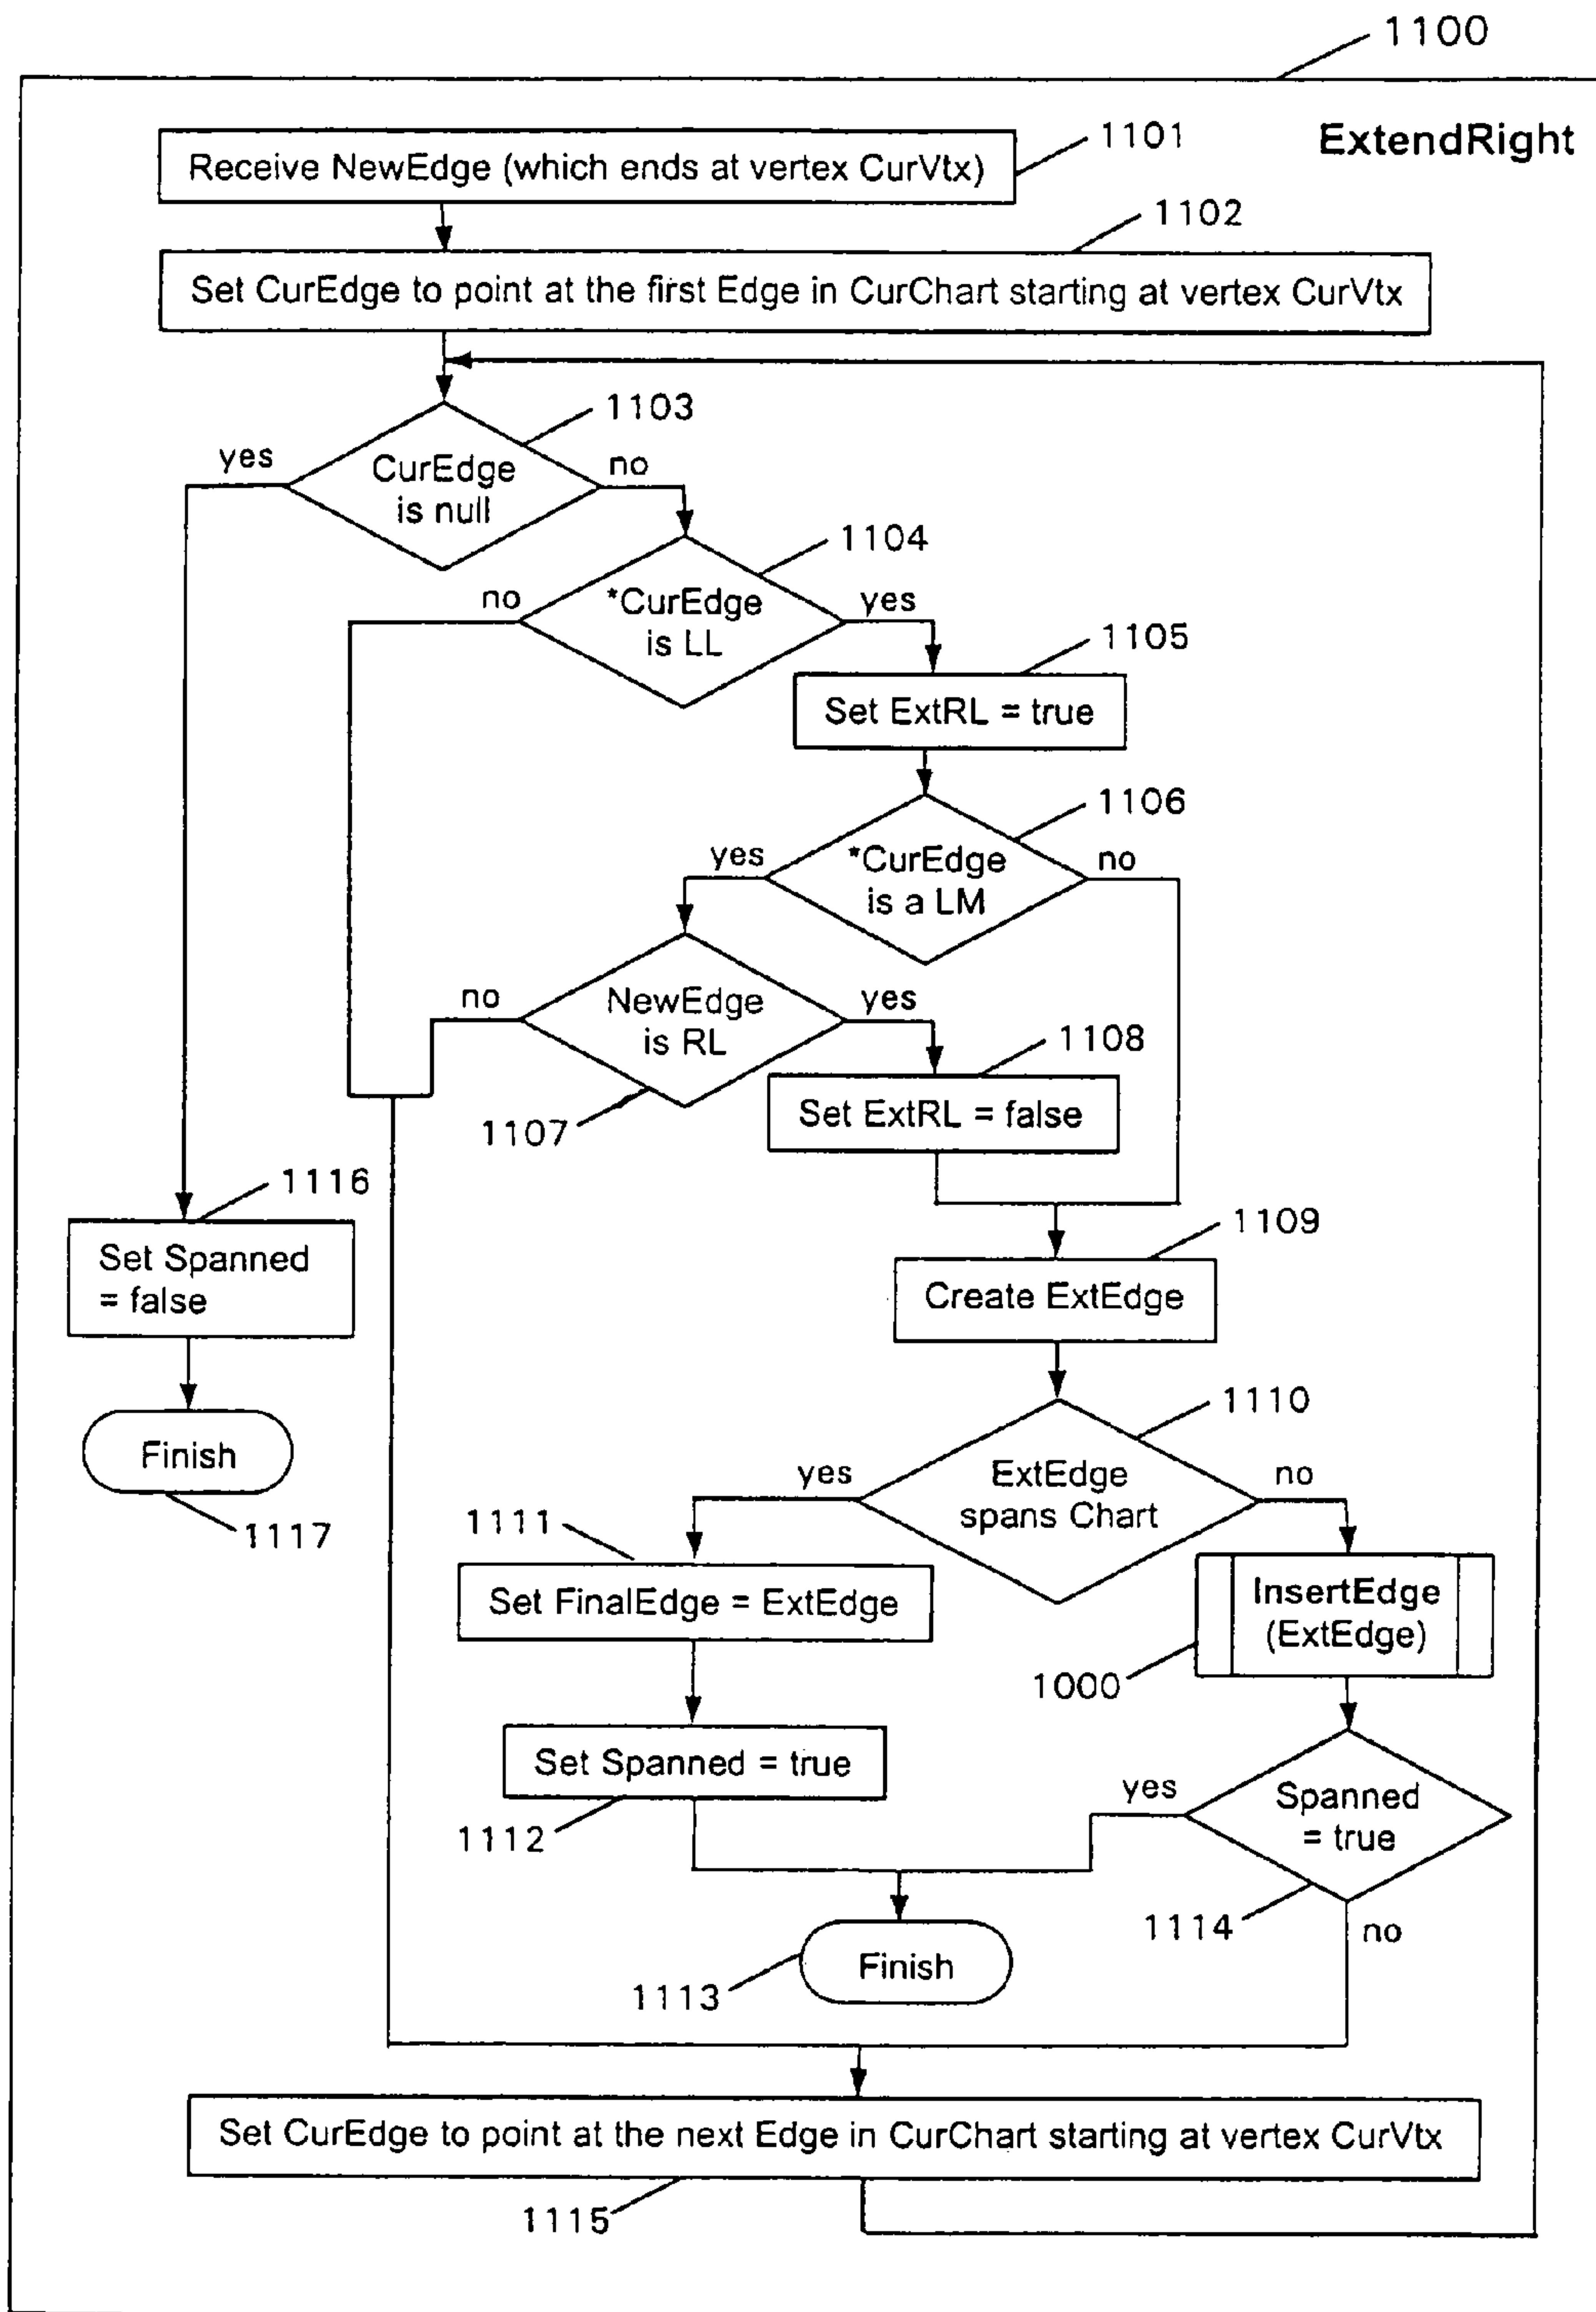 1100
ExtendRight
1101
Receive NewEdge (which ends at vertex CurVtx)
1102
Set CurEdge to point at the first Edge in CurChart starting at vertex CurVtx
1103
yes
CurEdge
is null
no
1104
no
*CurEdge
is LL
yes
1105
Set ExtRL = true
1106
yes
*CurEdge
is a LM
no
no
NewEdge
is RL
yes
1107
1108
Set ExtRL = false
1116
Set Spanned
= false
1109
Create ExtEdge
1110
yes
ExtEdge
spans Chart
no
Finish
1117
1111
Set FinalEdge = ExtEdge
InsertEdge
(ExtEdge)
1000
Set Spanned = true
1112
yes
Spanned
= true
1114
no
Finish
1113
Set CurEdge to point at the next Edge in CurChart starting at vertex CurVtx
1115